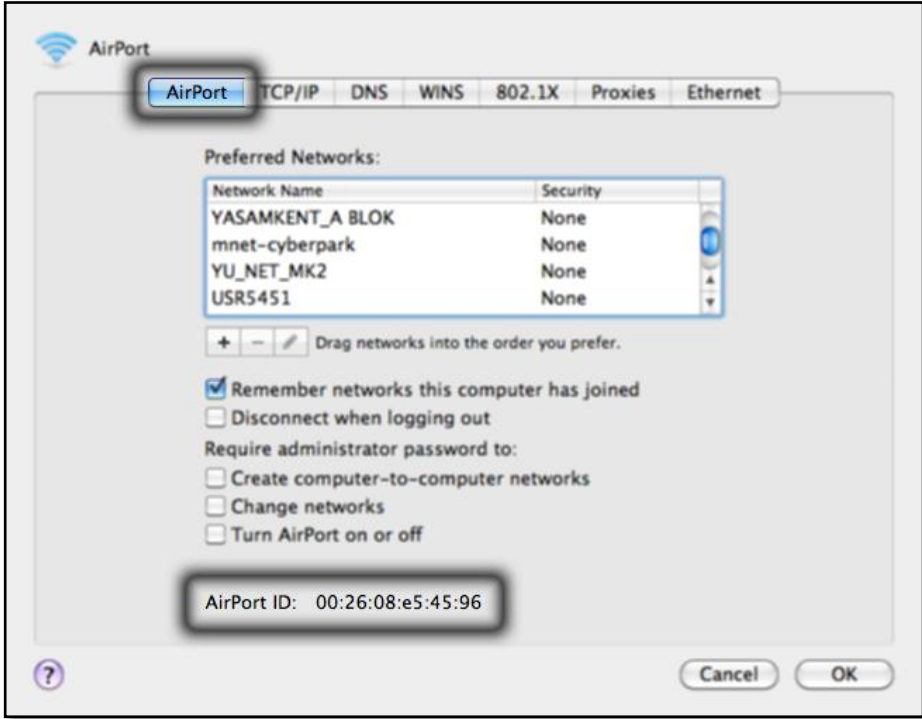 AirPort
AirPort TCP/IP DNS WINS 802.1X Proxies Ethernet
Preferred Networks:
Network Name Security
YASAMKENT_A BLOK None
mnet-cyberpark None
YU_NET_MK2 None
USR5451 None
+ − Drag networks into the order you prefer.
Remember networks this computer has joined
Disconnect when logging out
Require administrator password to:
Create computer-to-computer networks
Change networks
Turn AirPort on or off
AirPort ID: 00:26:08:e5:45:96
? Cancel OK